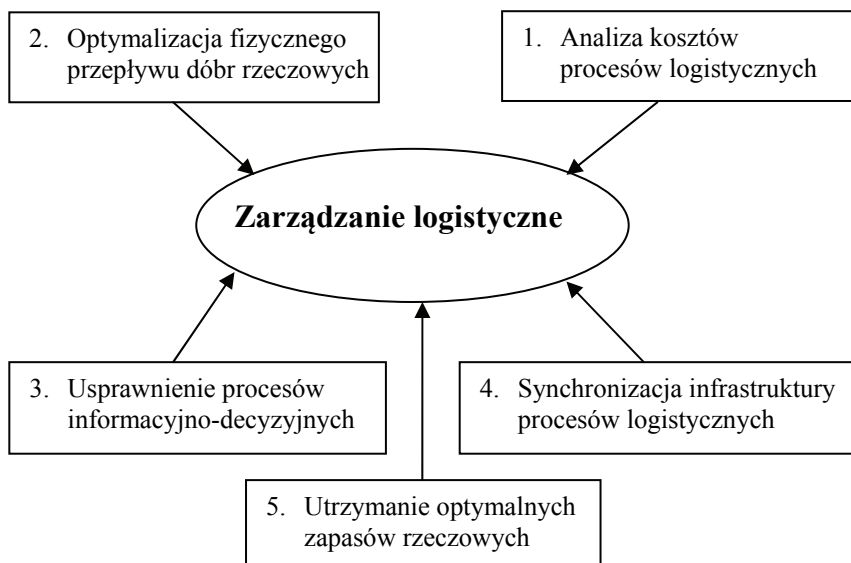 2. Optymalizacja fizycznego
przepływu dóbr rzeczowych
1. Analiza kosztów
procesów logistycznych
Zarządzanie logistyczne
3. Usprawnienie procesów
informacyjno-decyzyjnych
4. Synchronizacja infrastruktury
procesów logistycznych
5. Utrzymanie optymalnych
zapasów rzeczowych